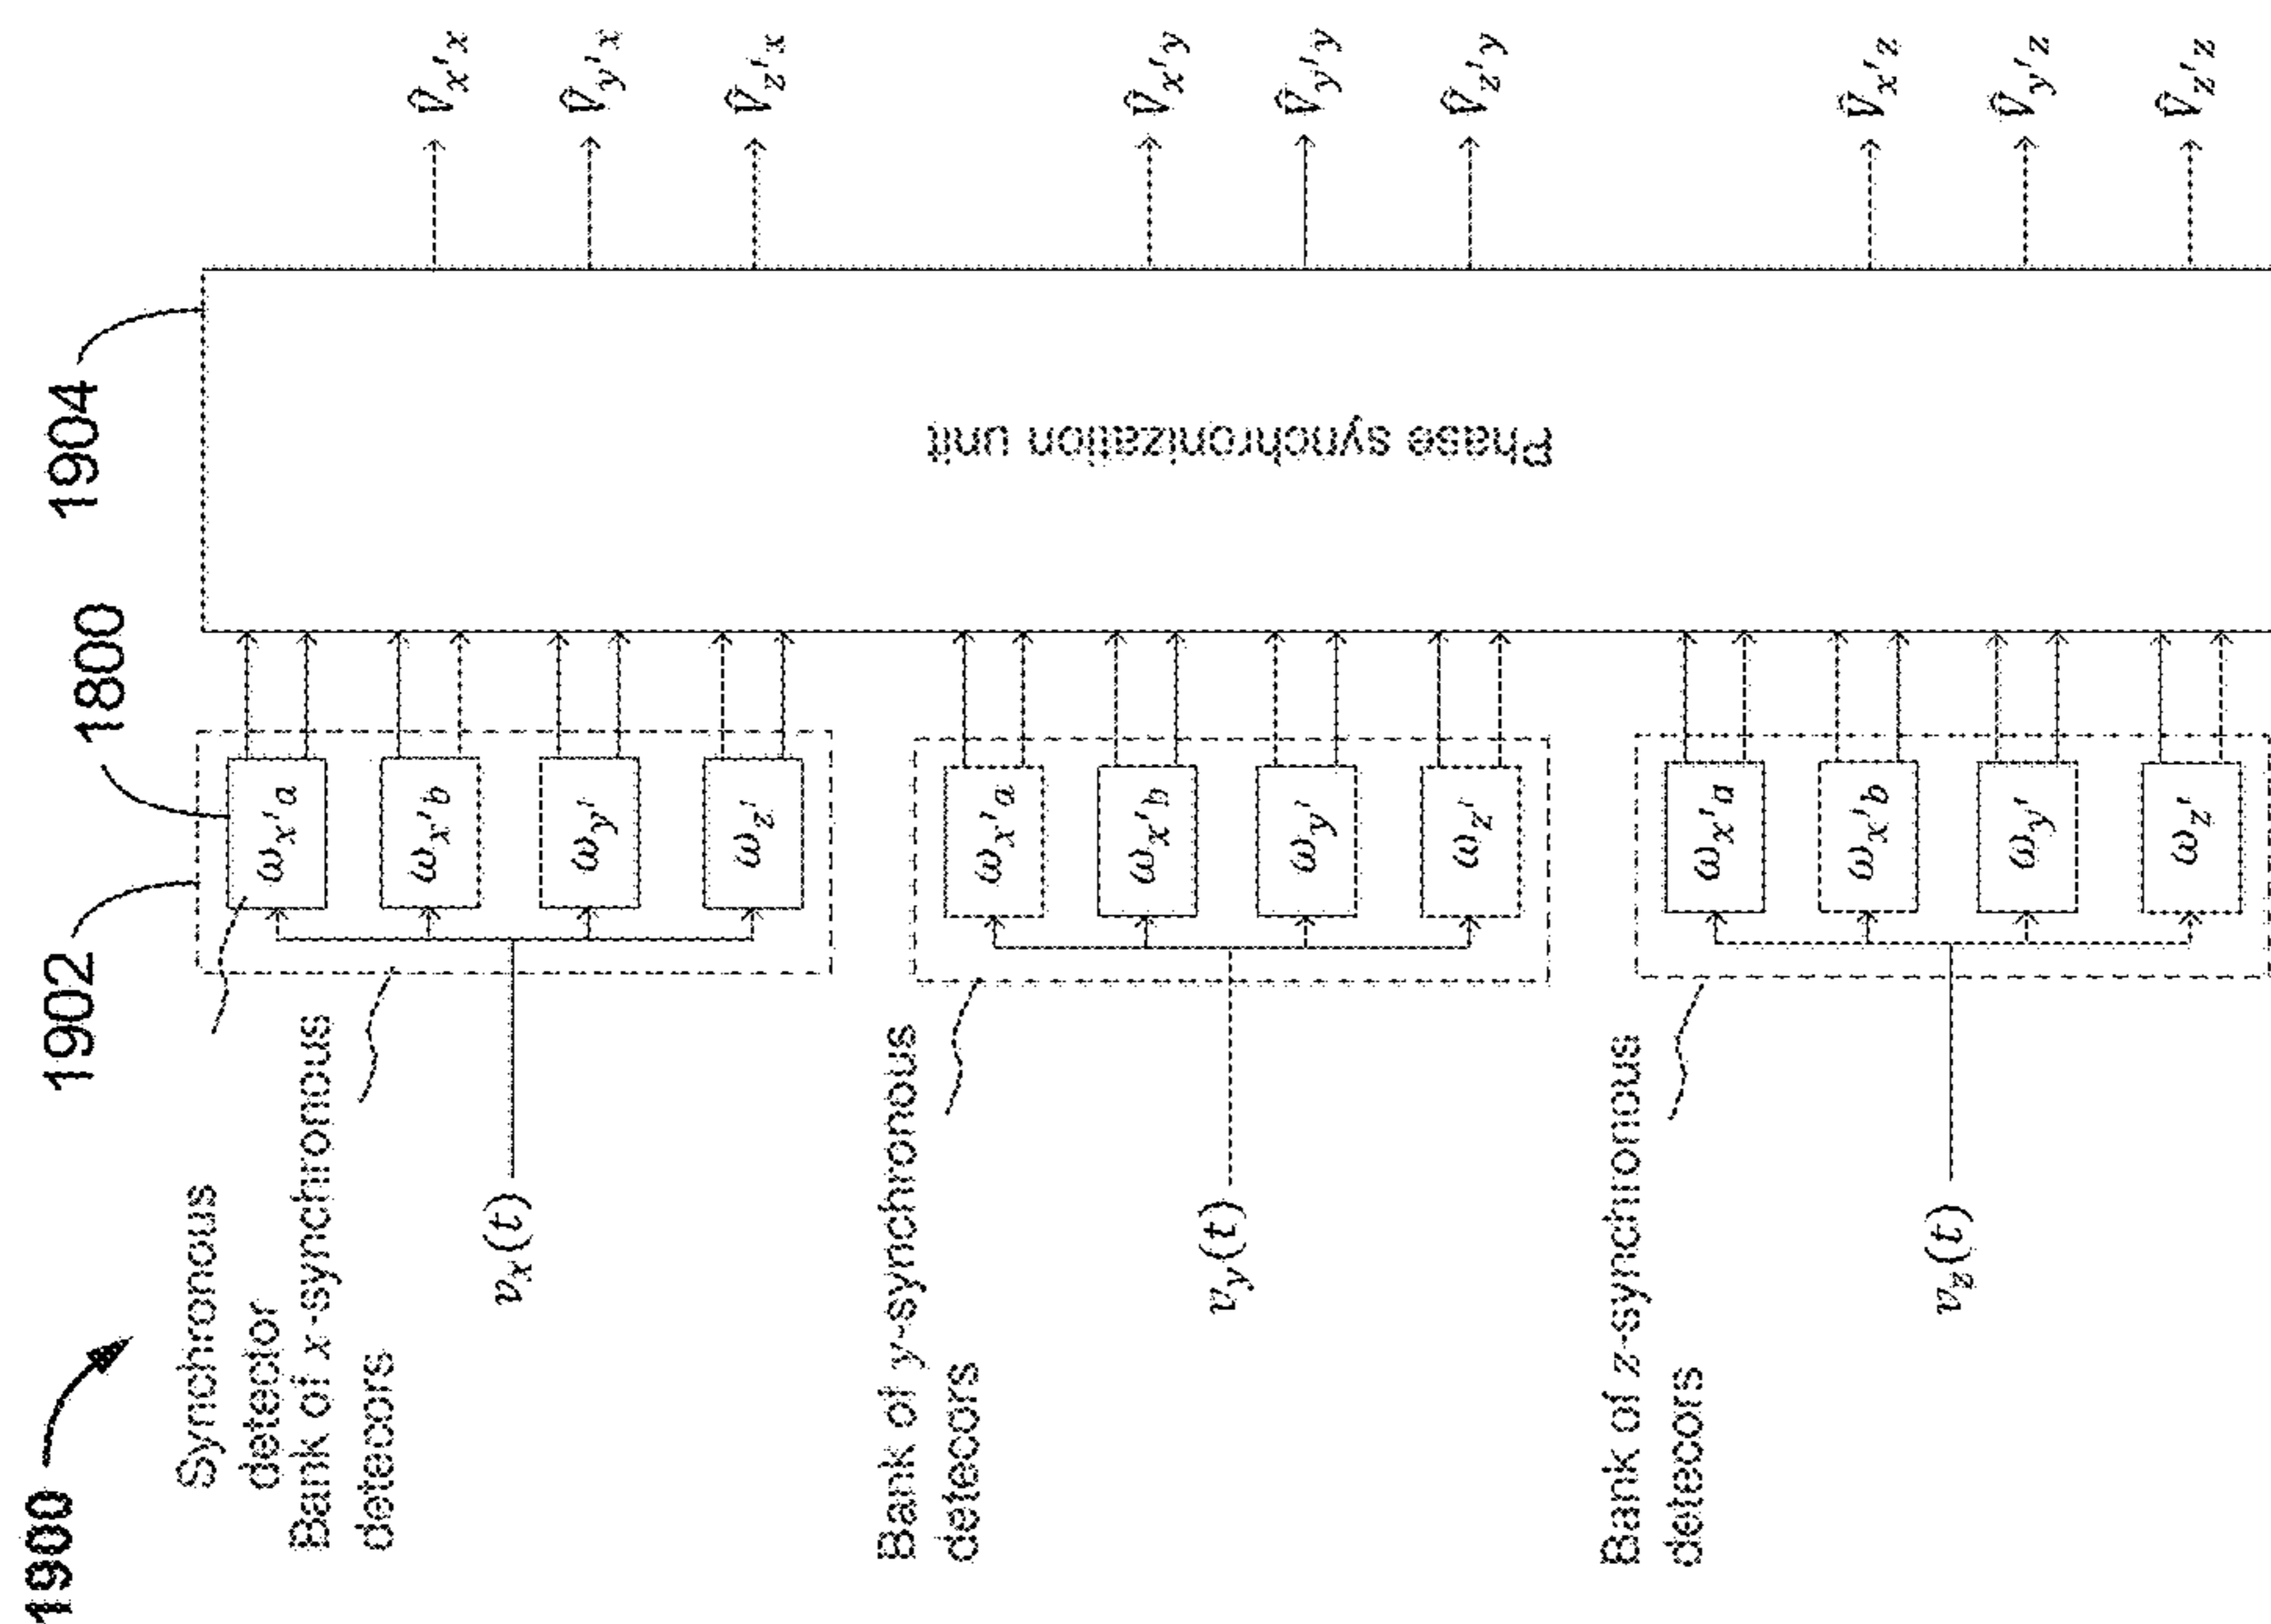 1900
1902
1800
1904
Synchronous
detector
Bank of x-synchronous
detecors
v_x(t)
ω_x'a
ω_x'b
ω_y'
ω_z'
Bank of y-synchronous
detecors
v_y(t)
ω_x'a
ω_x'b
ω_y'
ω_z'
Bank of z-synchronous
detecors
v_z(t)
ω_x'a
ω_x'b
ω_y'
ω_z'
Phase synchronization unit
V̂_x'x
V̂_y'x
V̂_z'x
V̂_x'y
V̂_y'y
V̂_z'y
V̂_x'z
V̂_y'z
V̂_z'z